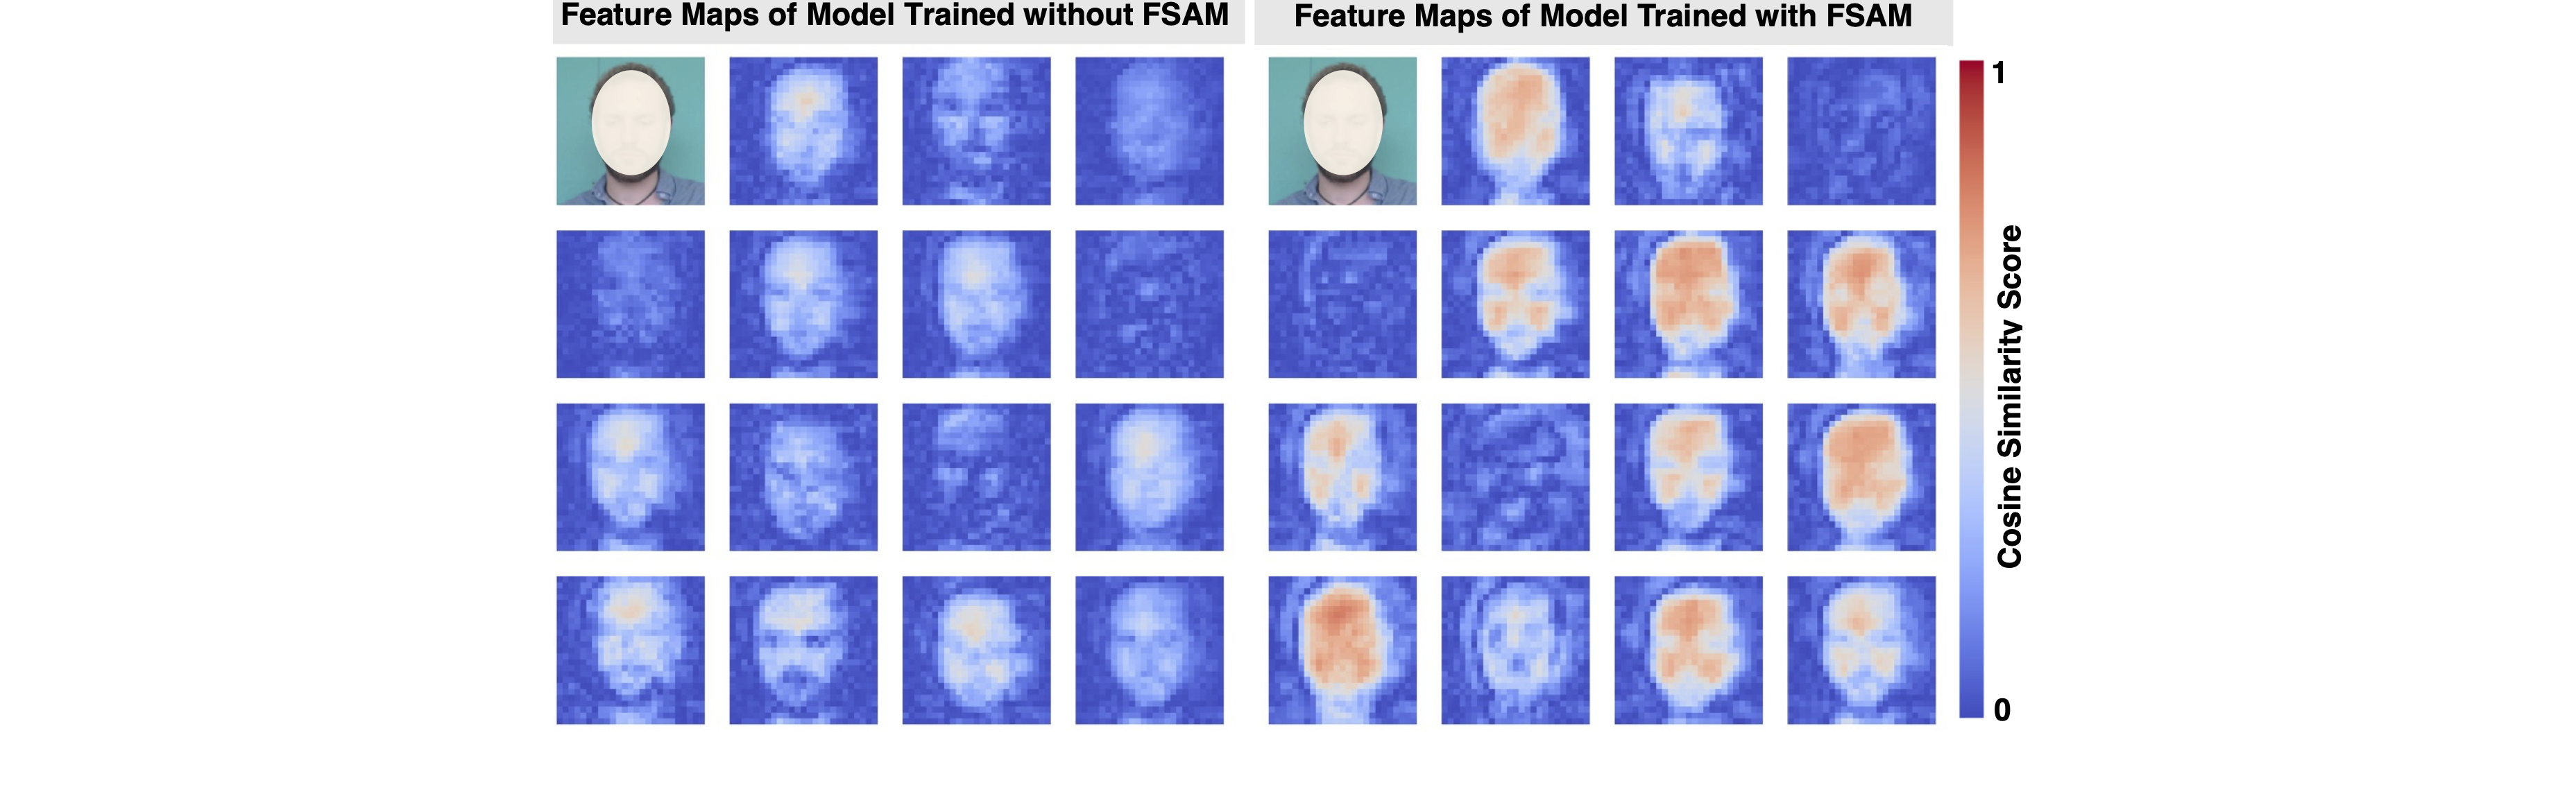 Feature Maps of Model Trained without FSAM
Feature Maps of Model Trained with FSAM
1
Cosine Similarity Score
0